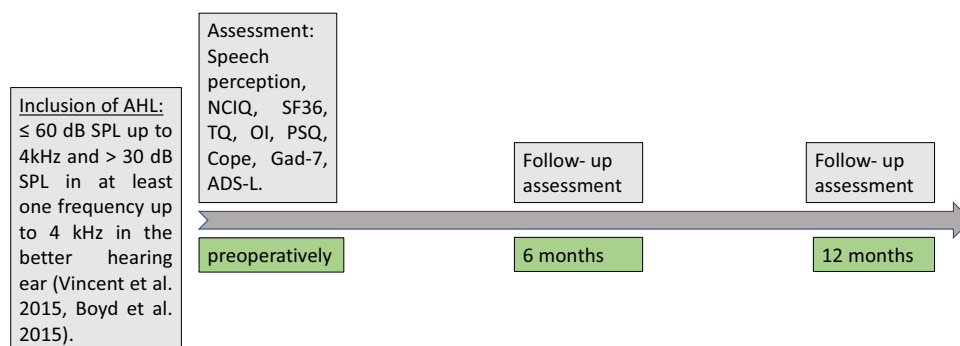 Inclusion of AHL:
≤ 60 dB SPL up to
4kHz and > 30 dB
SPL in at least
one frequency up
to 4 kHz in the
better hearing
ear (Vincent et al.
2015, Boyd et al.
2015).
Assessment:
Speech
perception,
NCIQ, SF36,
TQ, OI, PSQ,
Cope, Gad-7,
ADS-L.
preoperatively
Follow- up
assessment
6 months
Follow- up
assessment
12 months